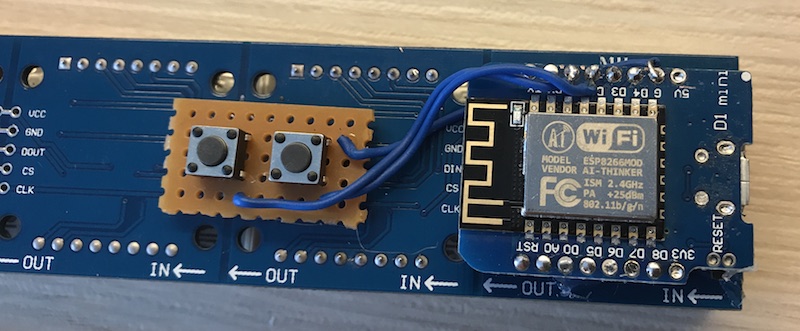 VCC
GND
DOUT
CS
CLK
OUT
IN
OUT
IN
OUT
IN
VCC
GND
DIN
CS
CLK
WiFi
MODEL
VENDOR
ESP8266MOD
AI-THINKER
FC
ISM 2.4GHz
PA +25dBm
802.11b/g/n
5V G D4 D3
D1 mini
RST A0 D0 D5 D6 D7 D8 3V3
RESET